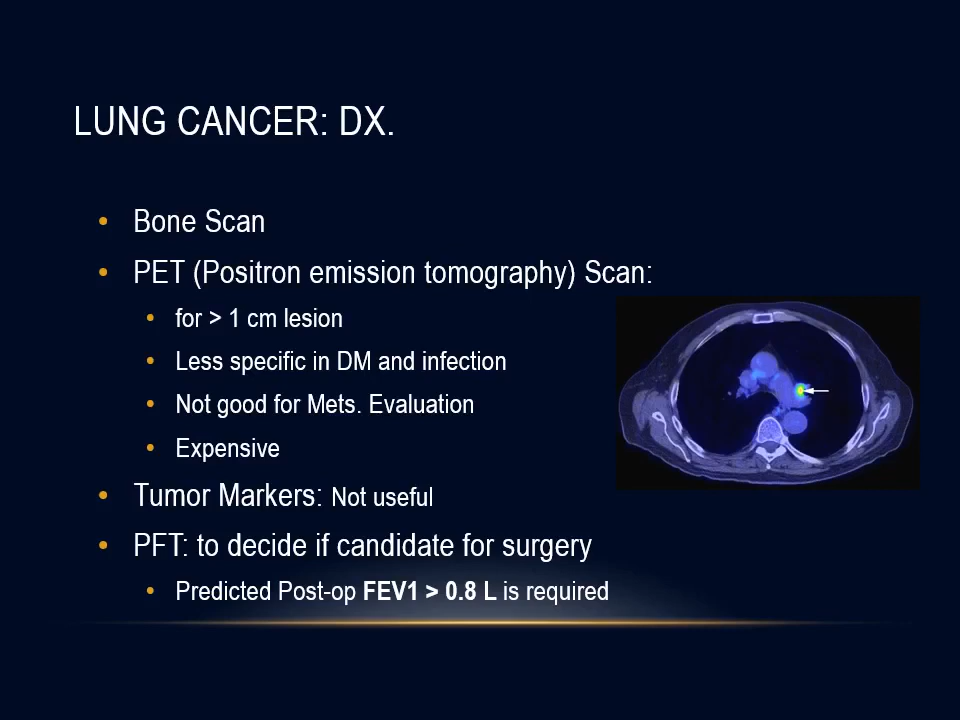 LUNG CANCER: DX.
• Bone Scan
• PET (Positron emission tomography) Scan:
• for > 1 cm lesion
• Less specific in DM and infection
• Not good for Mets. Evaluation
• Expensive
• Tumor Markers: Not useful
• PFT: to decide if candidate for surgery
• Predicted Post-op FEV1 > 0.8 L is required